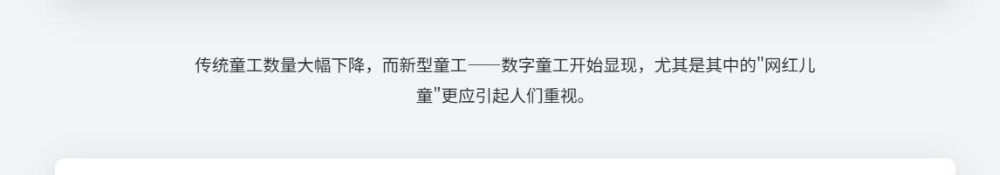 传统童工数量大幅下降，而新型童工——数字童工开始显现，尤其是其中的"网红儿
童"更应引起人们重视。